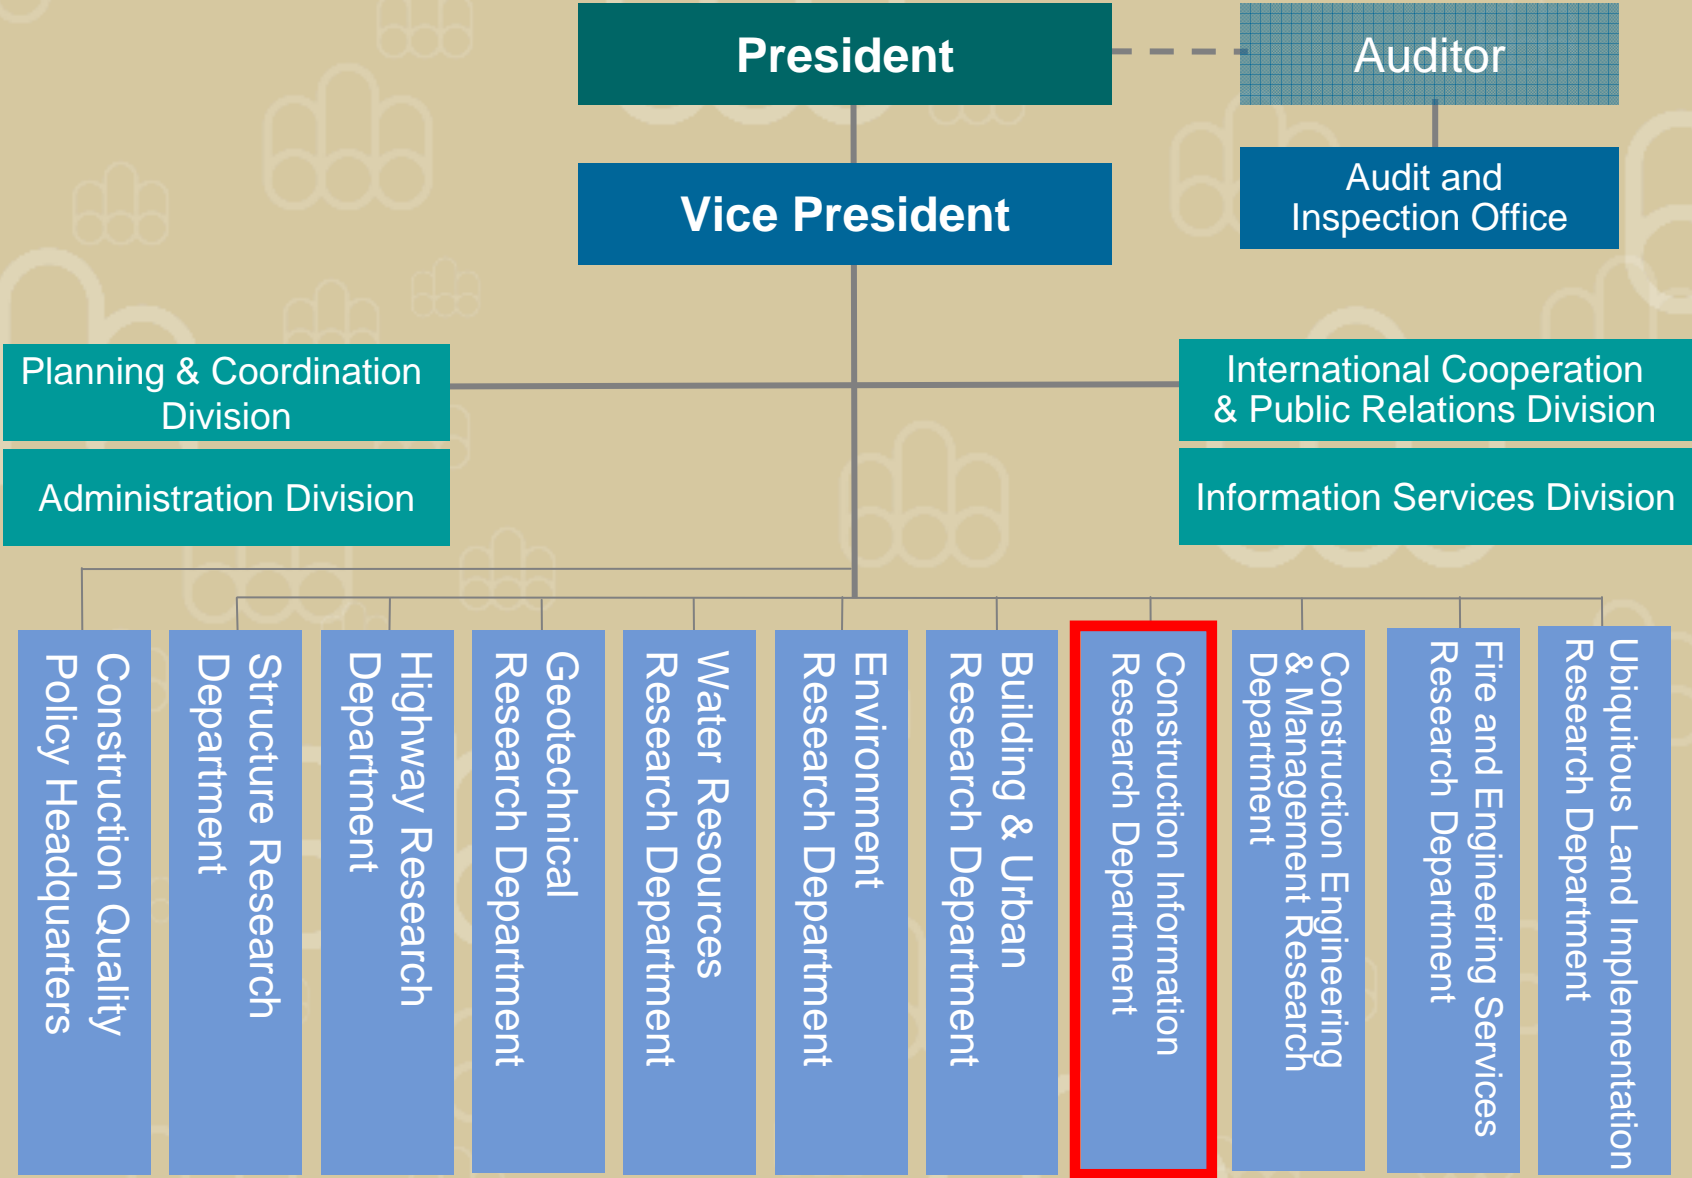 President
Auditor
Vice President
Audit and
Inspection Office
Planning & Coordination
Division
International Cooperation
& Public Relations Division
Administration Division
Information Services Division
Construction Quality
Policy Headquarters
Structure Research
Department
Highway Research
Department
Geotechnical
Research Department
Water Resources
Research Department
Environment
Research Department
Building & Urban
Research Department
Construction Information
Research Department
Construction Engineering
& Management Research
Department
Fire and Engineering Services
Research Department
Ubiquitous Land Implementation
Research Department